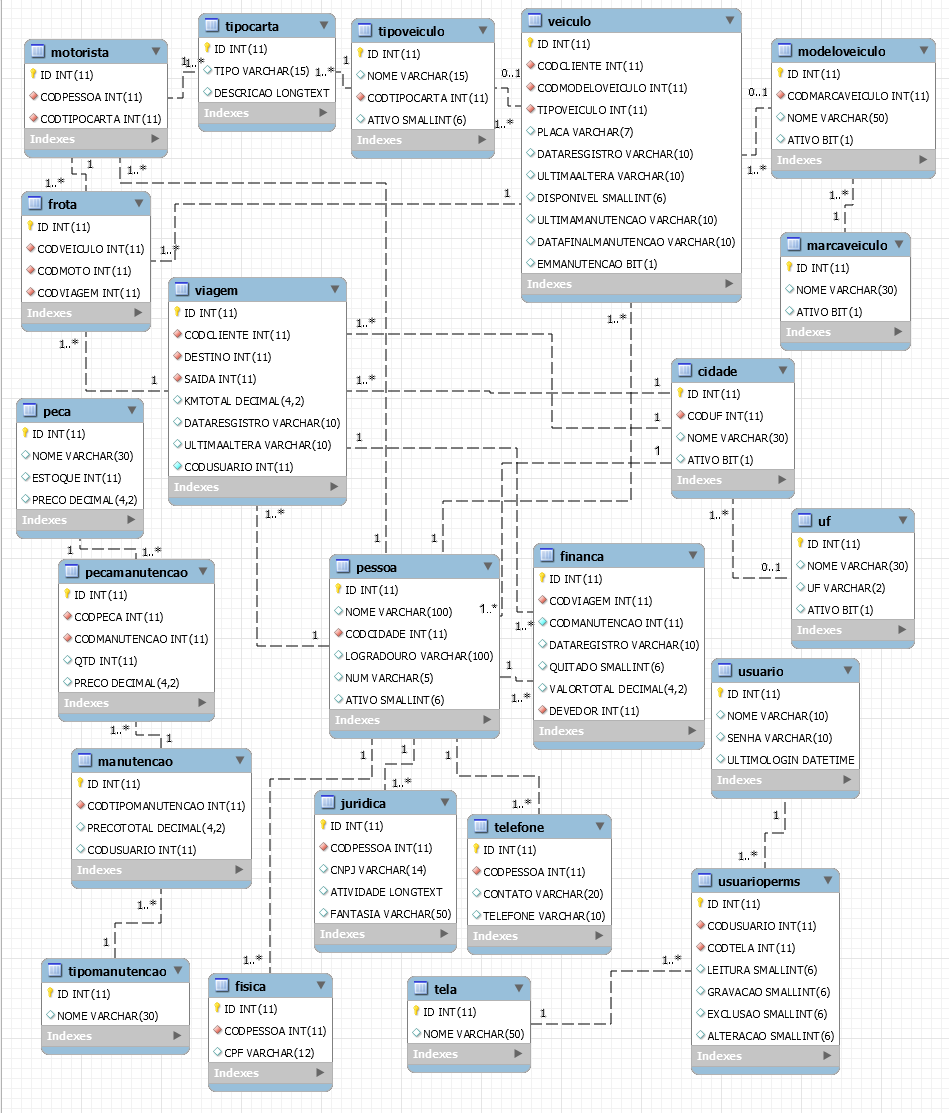 motorista
ID INT(11)
CODPESSOA INT(11)
CODTIPOCARTA INT(11)
Indexes
tipocarta
ID INT(11)
TIPO VARCHAR(15)
DESCRICAO LONGTEXT
Indexes
tipoveiculo
ID INT(11)
NOME VARCHAR(15)
CODTIPOCARTA INT(11)
ATIVO SMALLINT(6)
Indexes
veiculo
ID INT(11)
CODCLIENTE INT(11)
CODMODELOVEICULO INT(11)
TIPOVEICULO INT(11)
PLACA VARCHAR(7)
DATARESGISTRO VARCHAR(10)
ULTIMAALTERA VARCHAR(10)
DISPONIVEL SMALLINT(6)
ULTIMAMANUTENCAO VARCHAR(10)
DATAFINALMANUTENCAO VARCHAR(10)
EMMANUTENCAO BIT(1)
Indexes
modeloveiculo
ID INT(11)
CODMARCAVEICULO INT(11)
NOME VARCHAR(50)
ATIVO BIT(1)
Indexes
1
1..*
1..*
1
0..1
1..*
0..1
1..*
1
1..*
1..*
1
1..*
1..*
1
frota
ID INT(11)
CODVEICULO INT(11)
CODMOTO INT(11)
CODVIAGEM INT(11)
Indexes
marcaveiculo
ID INT(11)
NOME VARCHAR(30)
ATIVO BIT(1)
Indexes
viagem
ID INT(11)
CODCLIENTE INT(11)
DESTINO INT(11)
SAIDA INT(11)
KMTOTAL DECIMAL(4,2)
DATARESGISTRO VARCHAR(10)
ULTIMAALTERA VARCHAR(10)
CODUSUARIO INT(11)
Indexes
1..*
1
1..*
1..*
1
1..*
1
1
1
1..*
1
1
cidade
ID INT(11)
CODUF INT(11)
NOME VARCHAR(30)
ATIVO BIT(1)
Indexes
peca
ID INT(11)
NOME VARCHAR(30)
ESTOQUE INT(11)
PRECO DECIMAL(4,2)
Indexes
1..*
0..1
uf
ID INT(11)
NOME VARCHAR(30)
UF VARCHAR(2)
ATIVO BIT(1)
Indexes
1
1..*
pecamanutencao
ID INT(11)
CODPECA INT(11)
CODMANUTENCAO INT(11)
QTD INT(11)
PRECO DECIMAL(4,2)
Indexes
pessoa
ID INT(11)
NOME VARCHAR(100)
CODCIDADE INT(11)
LOGRADOURO VARCHAR(100)
NUM VARCHAR(5)
ATIVO SMALLINT(6)
Indexes
1
1..*
1..*
1
1..*
financa
ID INT(11)
CODVIAGEM INT(11)
CODMANUTENCAO INT(11)
DATAREGISTRO VARCHAR(10)
QUITADO SMALLINT(6)
VALORTOTAL DECIMAL(4,2)
DEVEDOR INT(11)
Indexes
usuario
ID INT(11)
NOME VARCHAR(10)
SENHA VARCHAR(10)
ULTIMOLOGIN DATETIME
Indexes
1..*
1
manutencao
ID INT(11)
CODTIPOMANUTENCAO INT(11)
PRECOTOTAL DECIMAL(4,2)
CODUSUARIO INT(11)
Indexes
1
1
1
1..*
1..*
juridica
ID INT(11)
CODPESSOA INT(11)
CNPJ VARCHAR(14)
ATIVIDADE LONGTEXT
FANTASIA VARCHAR(50)
Indexes
telefone
ID INT(11)
CODPESSOA INT(11)
CONTATO VARCHAR(20)
TELEFONE VARCHAR(10)
Indexes
1
1..*
usuarioperms
ID INT(11)
CODUSUARIO INT(11)
CODTELA INT(11)
LEITURA SMALLINT(6)
GRAVACAO SMALLINT(6)
EXCLUSAO SMALLINT(6)
ALTERACAO SMALLINT(6)
Indexes
1..*
1
tipomanutencao
ID INT(11)
NOME VARCHAR(30)
Indexes
1..*
fisica
ID INT(11)
CODPESSOA INT(11)
CPF VARCHAR(12)
Indexes
tela
ID INT(11)
NOME VARCHAR(50)
Indexes
1
1..*